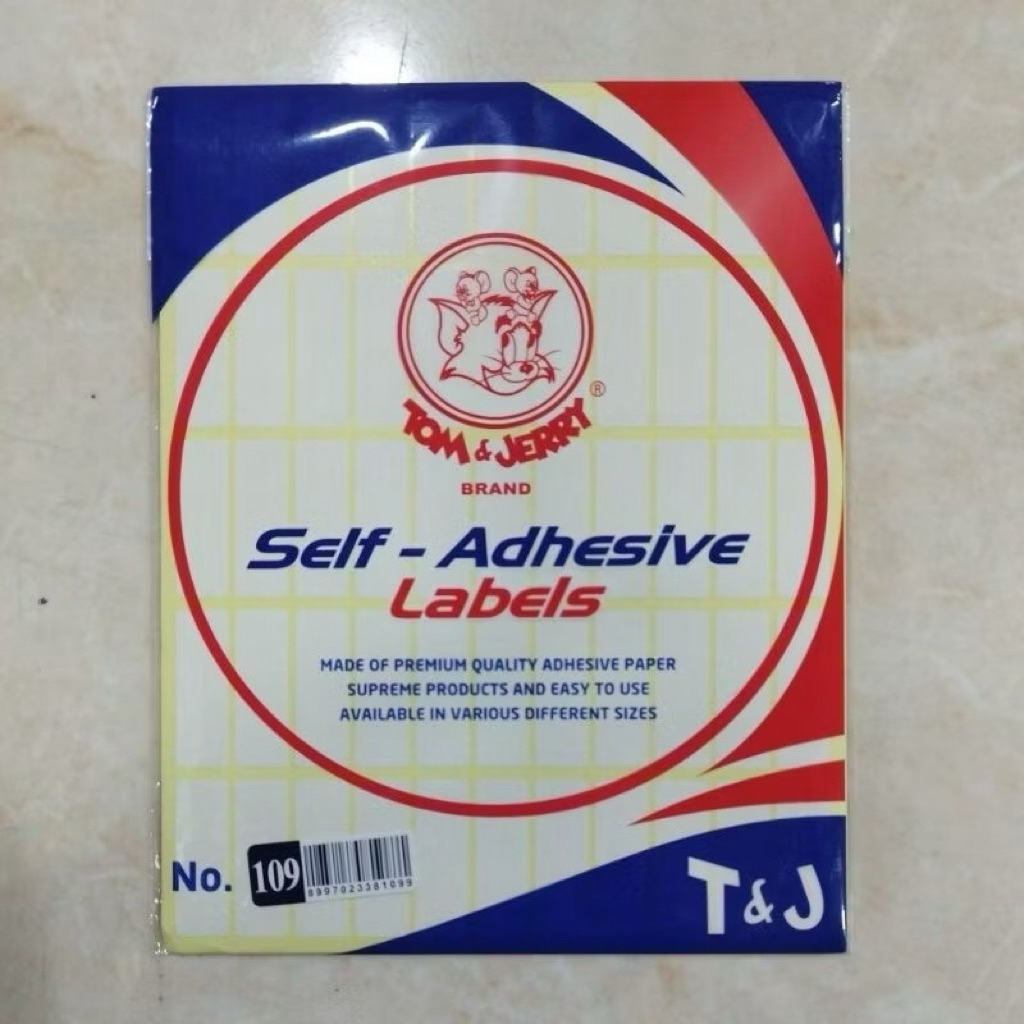 TOM & JERRY ®
BRAND
Self - Adhesive
Labels
MADE OF PREMIUM QUALITY ADHESIVE PAPER
SUPREME PRODUCTS AND EASY TO USE
AVAILABLE IN VARIOUS DIFFERENT SIZES
No. 109
8997023381099
T & J